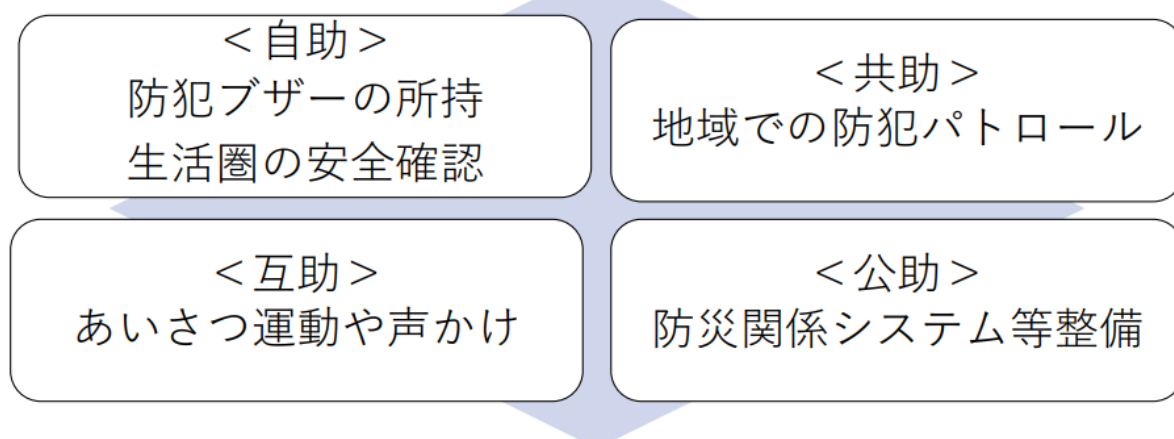 ＜自助＞
防犯ブザーの所持
生活圏の安全確認
＜共助＞
地域での防犯パトロール
＜互助＞
あいさつ運動や声かけ
＜公助＞
防災関係システム等整備